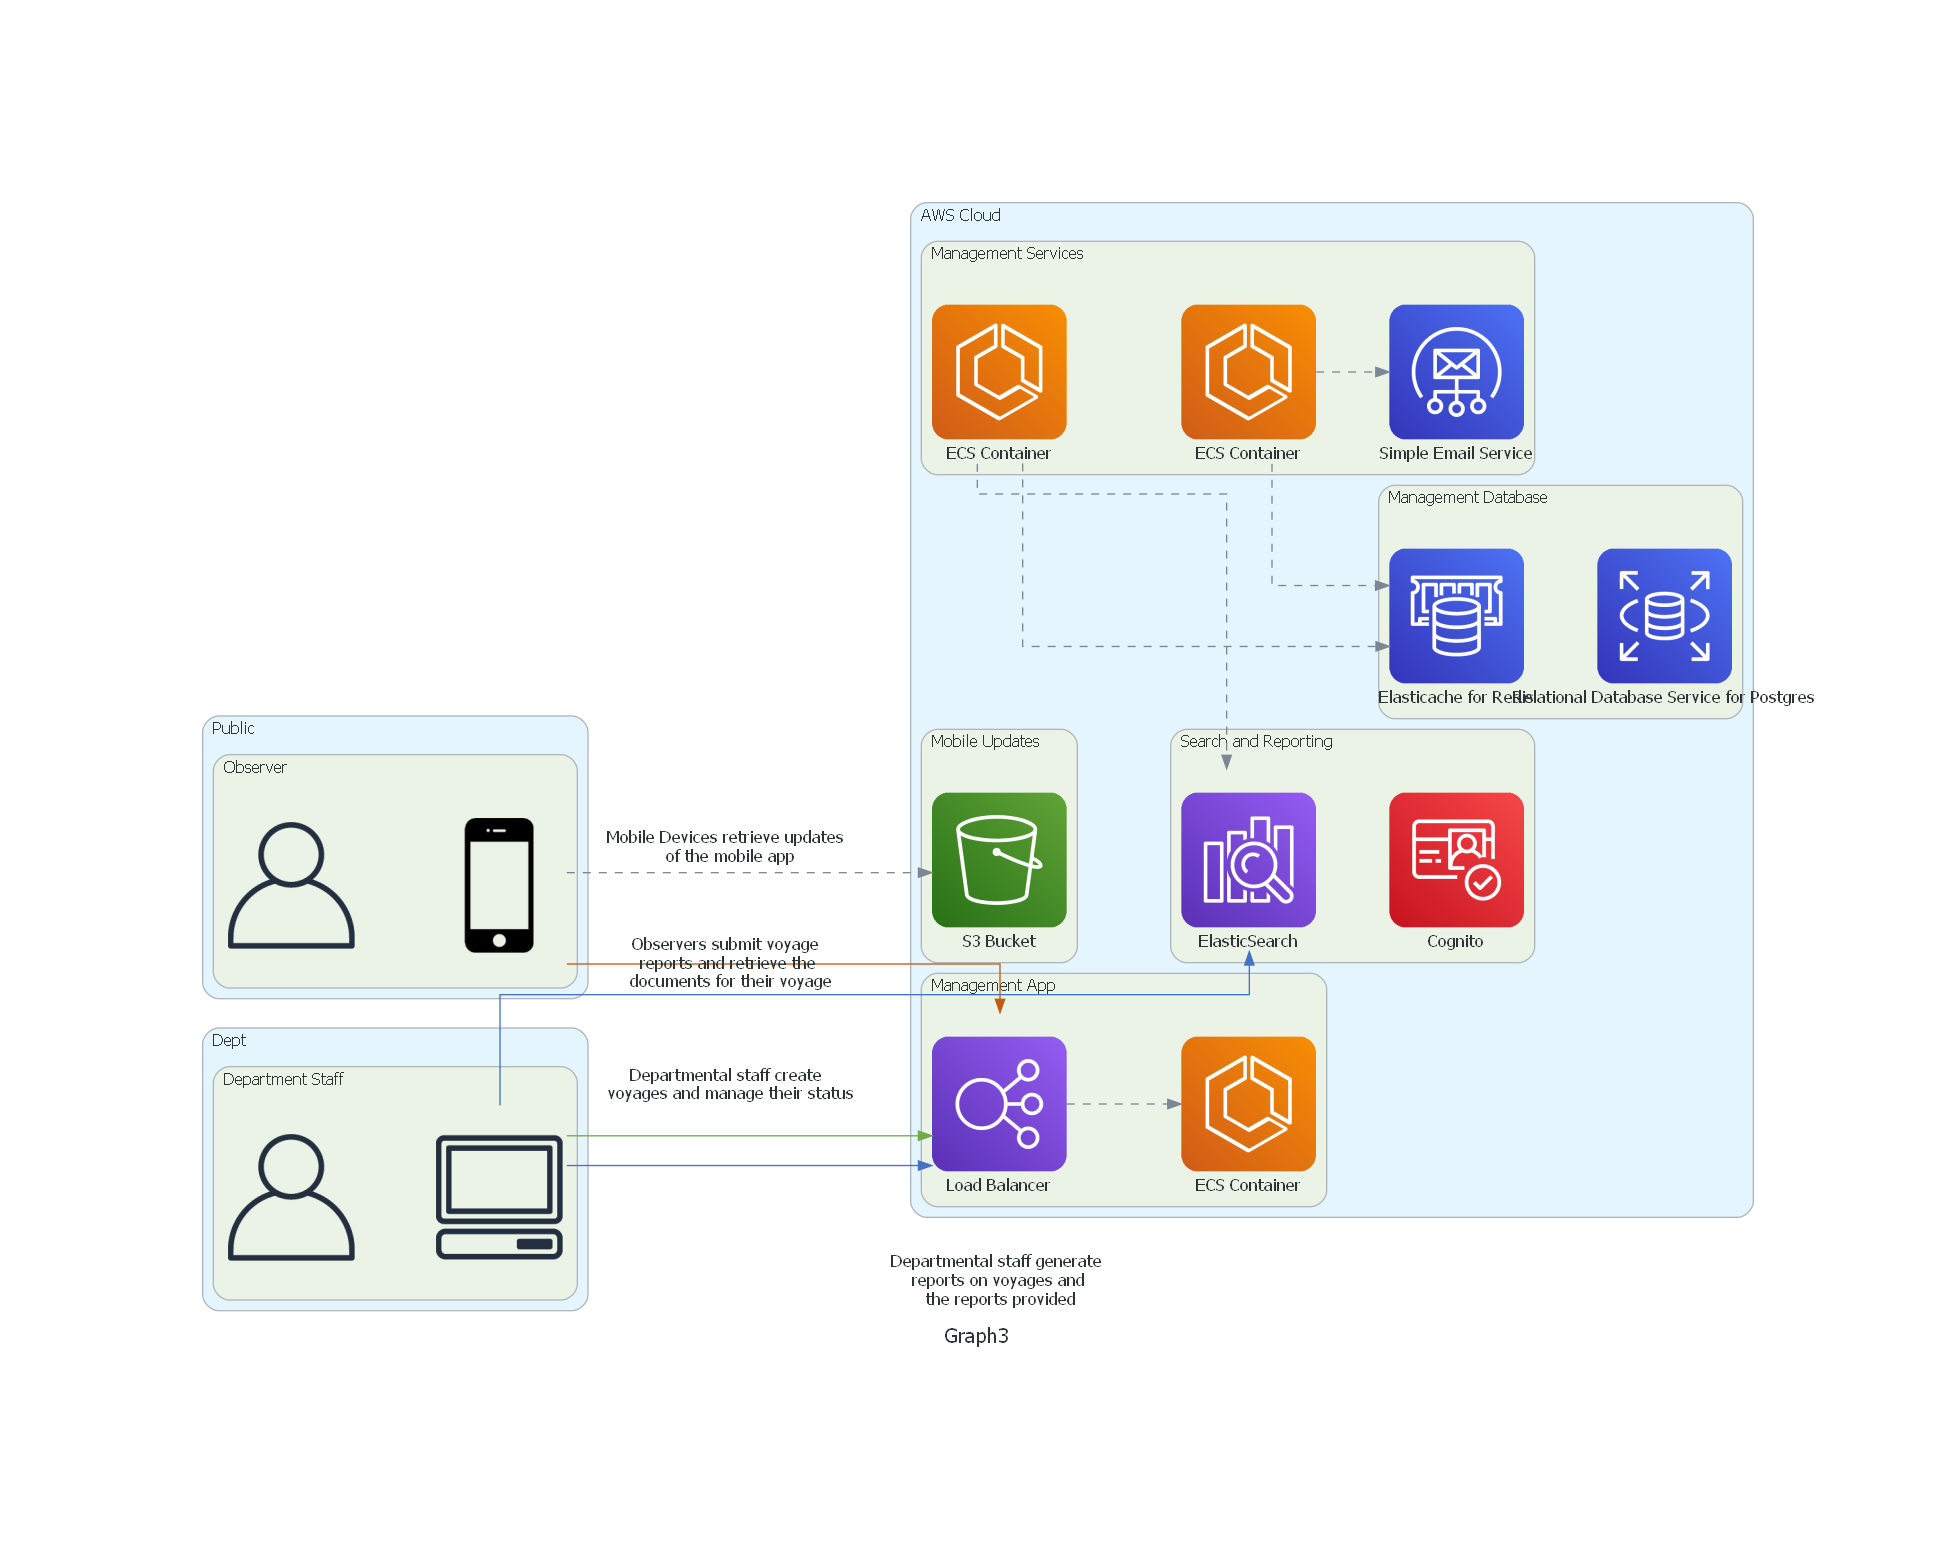 AWS Cloud
Management Services
ECS Container
ECS Container
Simple Email Service
Management Database
Elasticache for Redis
Relational Database Service for Postgres
Public
Observer
Mobile Updates
Search and Reporting
Mobile Devices retrieve updates
of the mobile app
S3 Bucket
ElasticSearch
Cognito
Observers submit voyage
reports and retrieve the
documents for their voyage
Management App
Dept
Department Staff
Departmental staff create
voyages and manage their status
Load Balancer
ECS Container
Departmental staff generate
reports on voyages and
the reports provided
Graph3